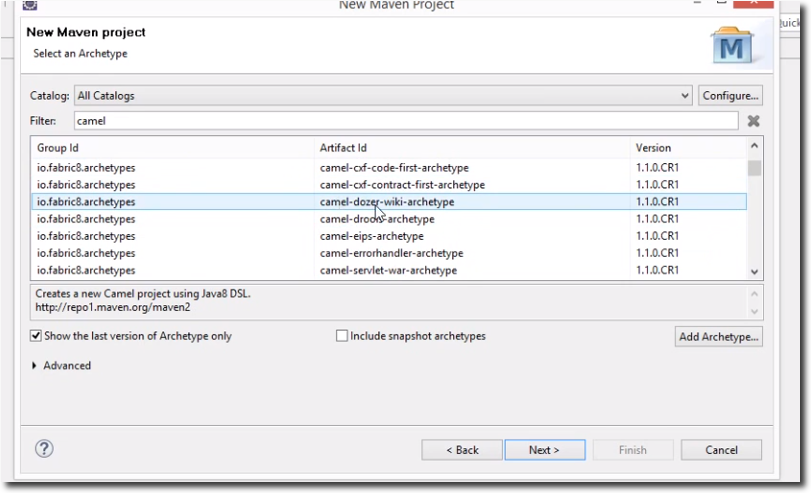 New Maven Project
New Maven project
Select an Archetype
M
Catalog: All Catalogs Configure...
Filter: camel
Group Id Artifact Id Version
io.fabric8.archetypes camel-cxf-code-first-archetype 1.1.0.CR1
io.fabric8.archetypes camel-cxf-contract-first-archetype 1.1.0.CR1
io.fabric8.archetypes camel-dozer-wiki-archetype 1.1.0.CR1
io.fabric8.archetypes camel-drools-archetype 1.1.0.CR1
io.fabric8.archetypes camel-eips-archetype 1.1.0.CR1
io.fabric8.archetypes camel-errorhandler-archetype 1.1.0.CR1
io.fabric8.archetypes camel-servlet-war-archetype 1.1.0.CR1
Creates a new Camel project using Java8 DSL.
http://repo1.maven.org/maven2
Show the last version of Archetype only Include snapshot archetypes Add Archetype...
Advanced
? < Back Next > Finish Cancel